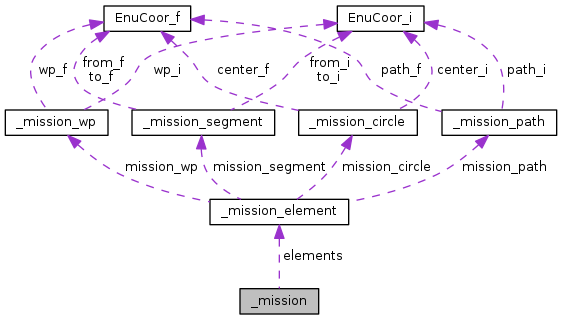 EnuCoor_f
EnuCoor_i
wp_f
from_f
to_f
wp_i
center_f
from_i
to_i
path_f
center_i
path_i
_mission_wp
_mission_segment
_mission_circle
_mission_path
mission_wp
mission_segment
mission_circle
mission_path
_mission_element
elements
_mission